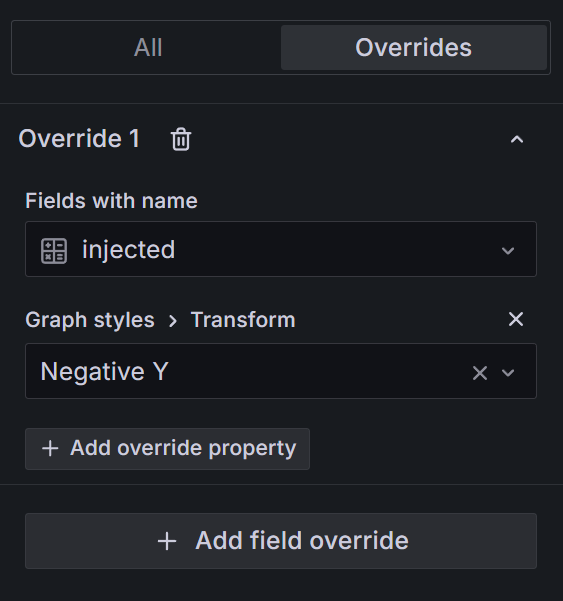 All Overrides
Override 1
Fields with name
injected
Graph styles > Transform
Negative Y
+ Add override property
+ Add field override